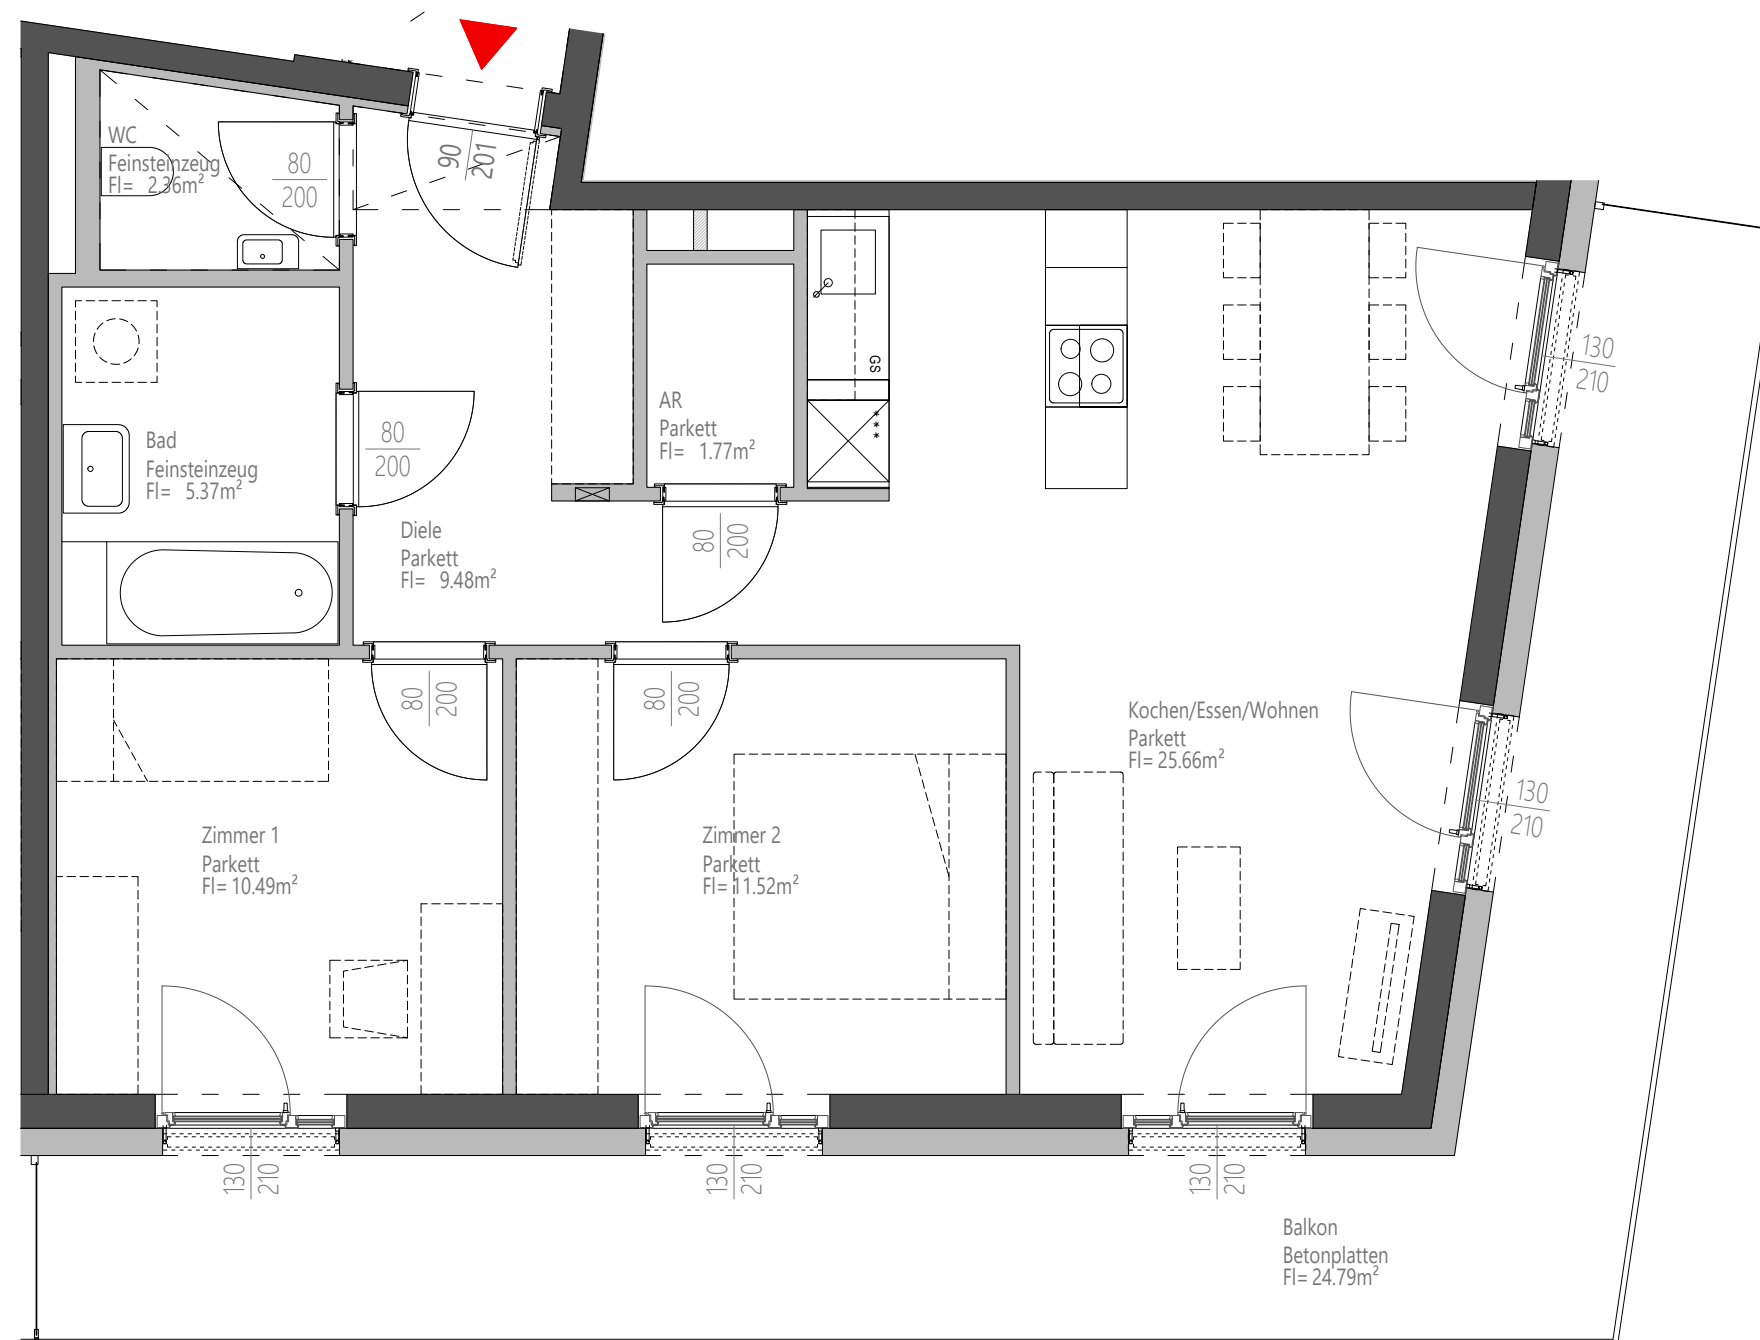 WC
Feinsteinzeug
Fl= 2.36m²
80
200
90
201
Bad
Feinsteinzeug
Fl= 5.37m²
80
200
Diele
Parkett
Fl= 9.48m²
AR
Parkett
Fl= 1.77m²
80
200
GS
***
130
210
80
200
80
200
Kochen/Essen/Wohnen
Parkett
Fl= 25.66m²
130
210
Zimmer 1
Parkett
Fl= 10.49m²
Zimmer 2
Parkett
Fl= 11.52m²
130
210
130
210
130
210
Balkon
Betonplatten
Fl= 24.79m²